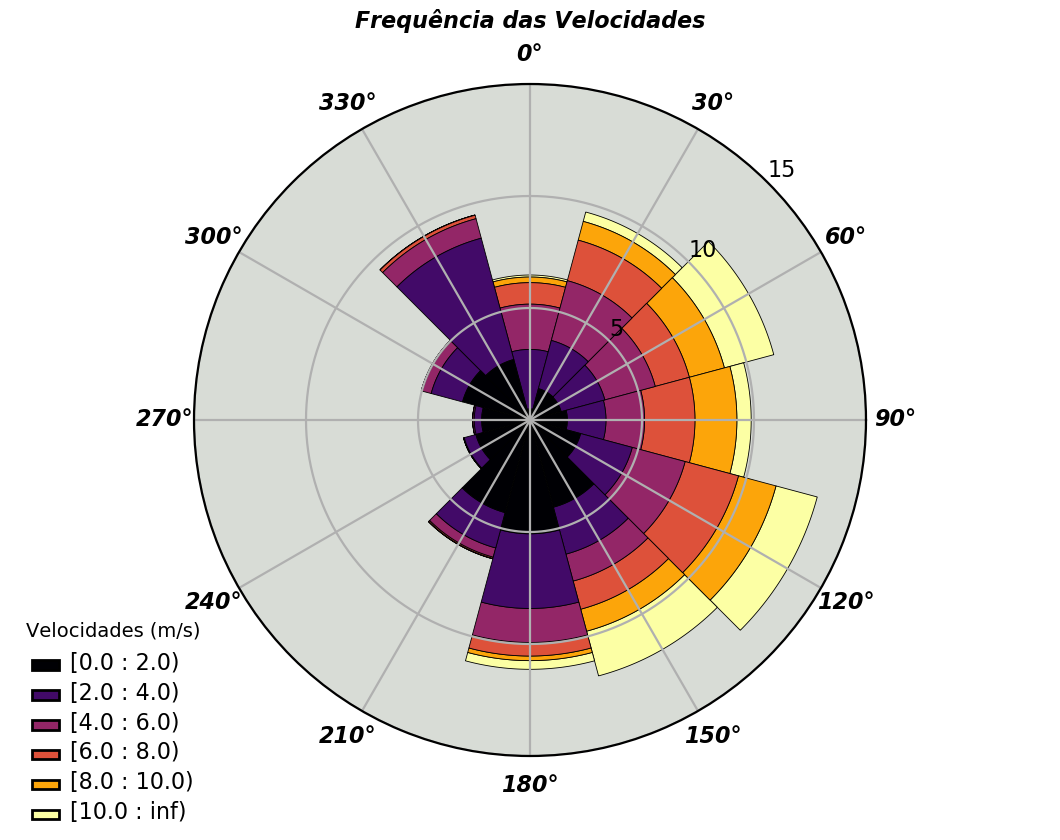 Frequência das Velocidades
0°
330°
30°
15
300°
60°
10
5
270°
90°
240°
120°
210°
150°
180°
Velocidades (m/s)
[0.0 : 2.0)
[2.0 : 4.0)
[4.0 : 6.0)
[6.0 : 8.0)
[8.0 : 10.0)
[10.0 : inf)